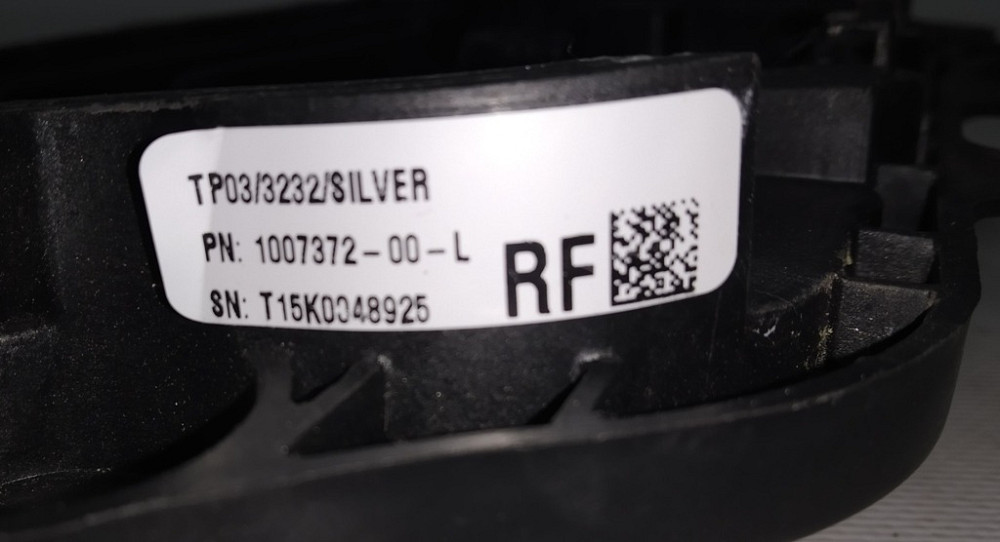 TP03/3232/SILVER
PN: 1007372-00-L
SN: T15K0048925
RF